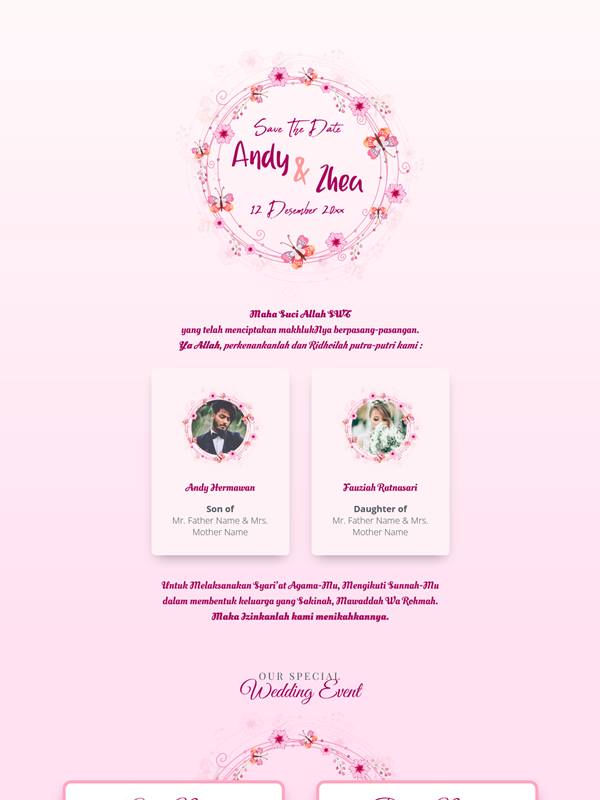 Save The Date
Andy
&
Zhea
12 Desember 20xx
Maha Suci Allah SWT
yang telah menciptakan makhlukNya berpasang-pasangan.
Ya Allah, perkenankanlah dan Ridhoilah putra-putri kami :
Andy Hermawan
Son of
Mr. Father Name & Mrs.
Mother Name
Fauziah Ratnasari
Daughter of
Mr. Father Name & Mrs.
Mother Name
Untuk Melaksanakan Syari'at Agama-Mu, Mengikuti Sunnah-Mu
dalam membentuk keluarga yang Sakinah, Mawaddah Wa Rohmah.
Maka Izinkanlah kami menikahkannya.
OUR SPECIAL
Wedding Event